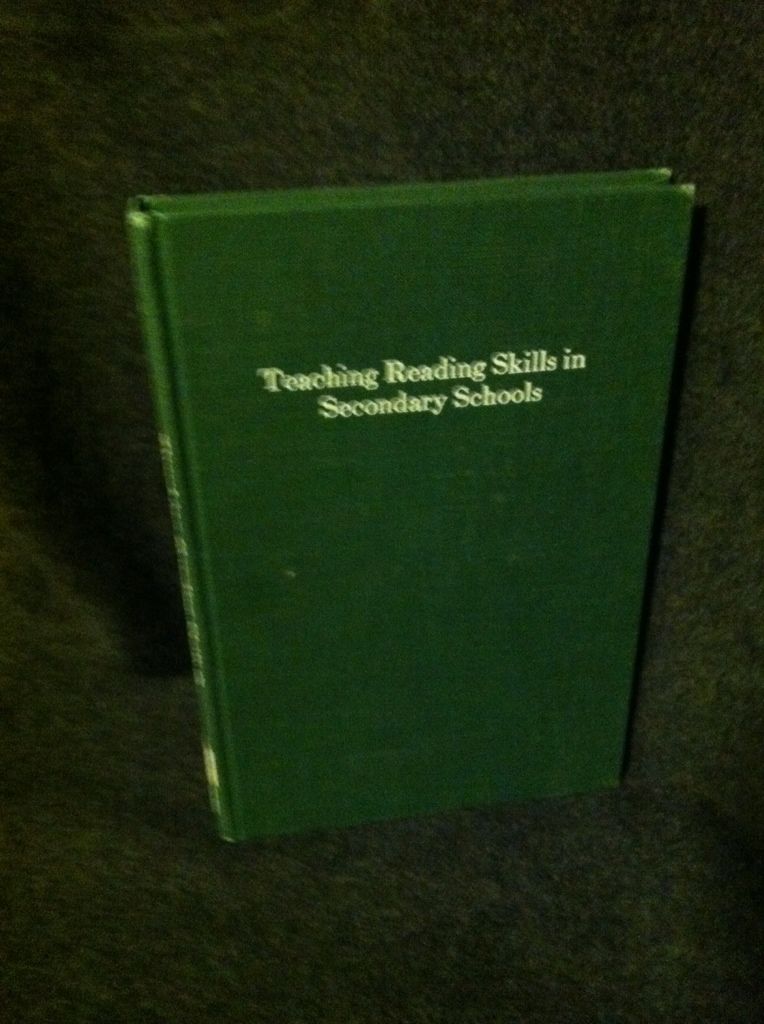 Teaching Reading Skills in
Secondary Schools